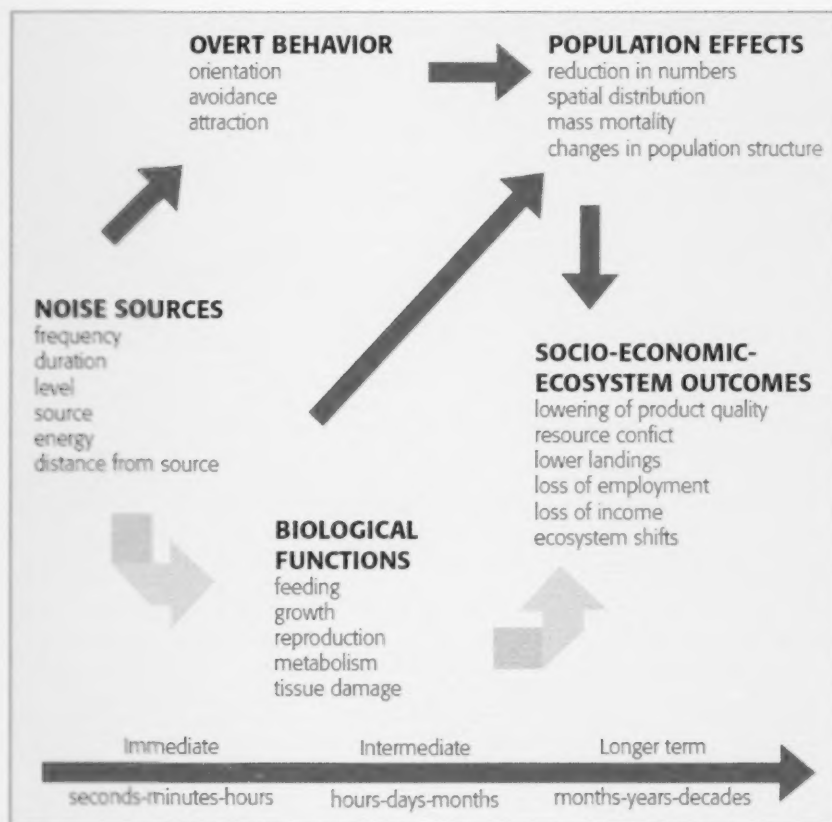 OVERT BEHAVIOR
orientation
avoidance
attraction
POPULATION EFFECTS
reduction in numbers
spatial distribution
mass mortality
changes in population structure
NOISE SOURCES
frequency
duration
level
source
energy
distance from source
SOCIO-ECONOMIC-
ECOSYSTEM OUTCOMES
lowering of product quality
resource confict
lower landings
loss of employment
loss of income
ecosystem shifts
BIOLOGICAL
FUNCTIONS
feeding
growth
reproduction
metabolism
tissue damage
Immediate
Intermediate
Longer term
seconds-minutes-hours
hours-days-months
months-years-decades